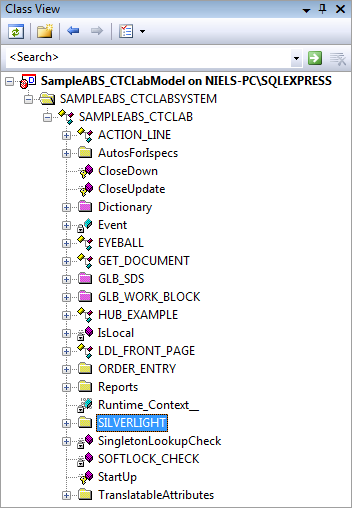 Class View
<Search>
SampleABS_CTCLabModel on NIELS-PC\SQLEXPRESS
SAMPLEABS_CTCLABSYSTEM
SAMPLEABS_CTCLAB
ACTION_LINE
AutosForIspecs
CloseDown
CloseUpdate
Dictionary
Event
EYEBALL
GET_DOCUMENT
GLB_SDS
GLB_WORK_BLOCK
HUB_EXAMPLE
IsLocal
LDL_FRONT_PAGE
ORDER_ENTRY
Reports
Runtime_Context__
SILVERLIGHT
SingletonLookupCheck
SOFTLOCK_CHECK
StartUp
TranslatableAttributes